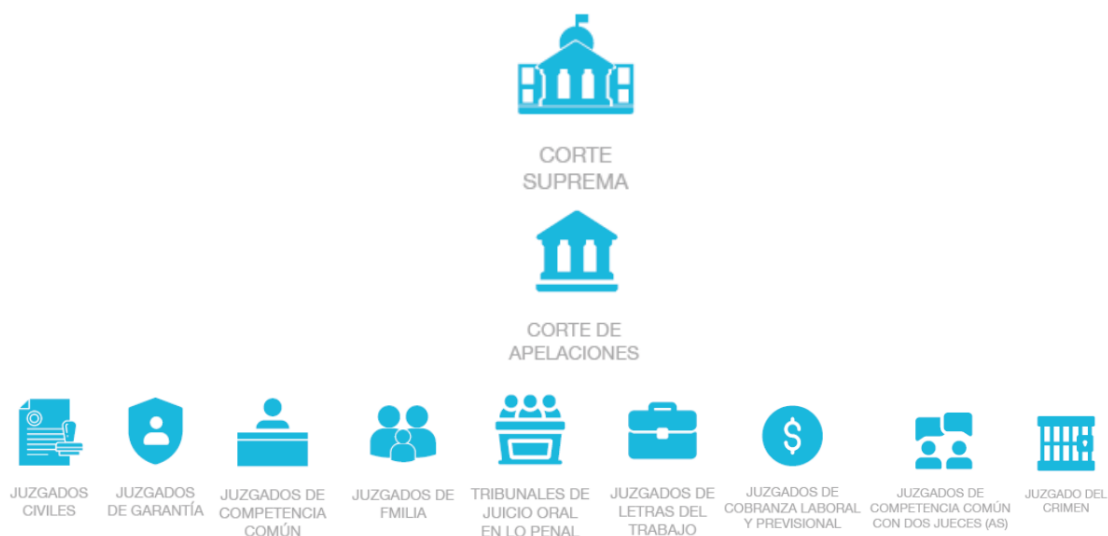 CORTE
SUPREMA
CORTE DE
APELACIONES
JUZGADOS
CIVILES
JUZGADOS
DE GARANTÍA
JUZGADOS DE
COMPETENCIA
COMÚN
JUZGADOS DE
FMILIA
TRIBUNALES DE
JUICIO ORAL
EN LO PENAL
JUZGADOS DE
LETRAS DEL
TRABAJO
JUZGADOS DE
COBRANZA LABORAL
Y PREVISIONAL
JUZGADOS DE
COMPETENCIA COMÚN
CON DOS JUECES (AS)
JUZGADO DEL
CRIMEN